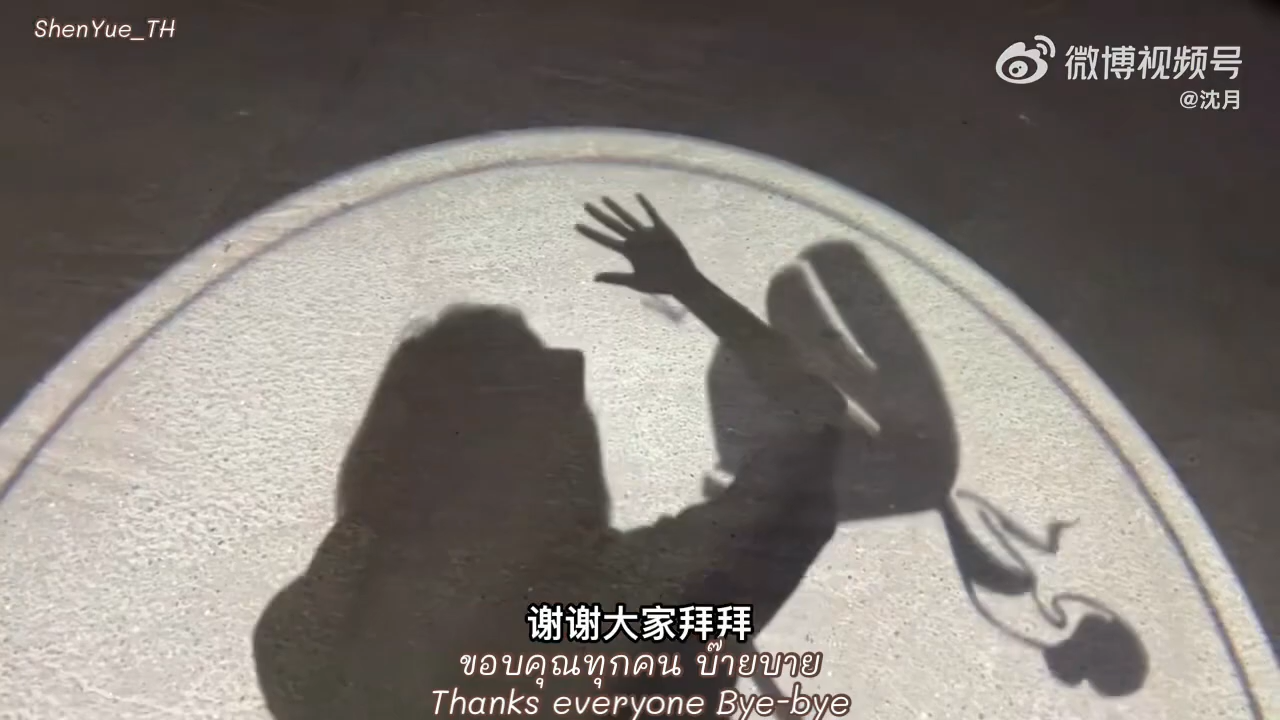 ShenYue_TH
微博视频号
@沈月
谢谢大家拜拜
ขอบคุณทุกคน บ๊ายบาย
Thanks everyone Bye-bye